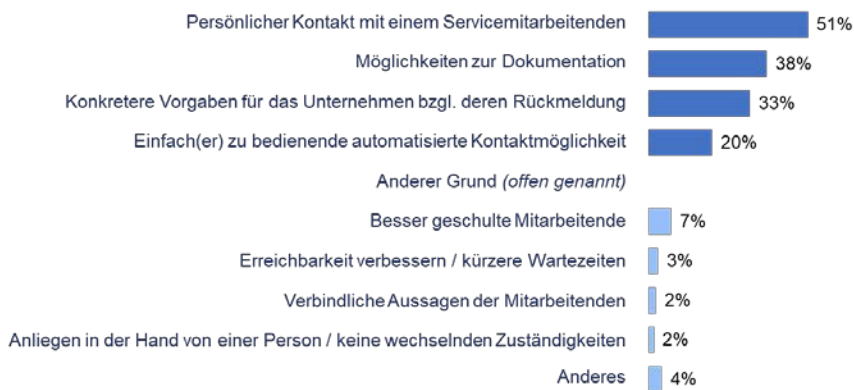 Persönlicher Kontakt mit einem Servicemitarbeitenden 51%
Möglichkeiten zur Dokumentation 38%
Konkretere Vorgaben für das Unternehmen bzgl. deren Rückmeldung 33%
Einfach(er) zu bedienende automatisierte Kontaktmöglichkeit 20%
Anderer Grund (offen genannt)
Besser geschulte Mitarbeitende 7%
Erreichbarkeit verbessern / kürzere Wartezeiten 3%
Verbindliche Aussagen der Mitarbeitenden 2%
Anliegen in der Hand von einer Person / keine wechselnden Zuständigkeiten 2%
Anderes 4%